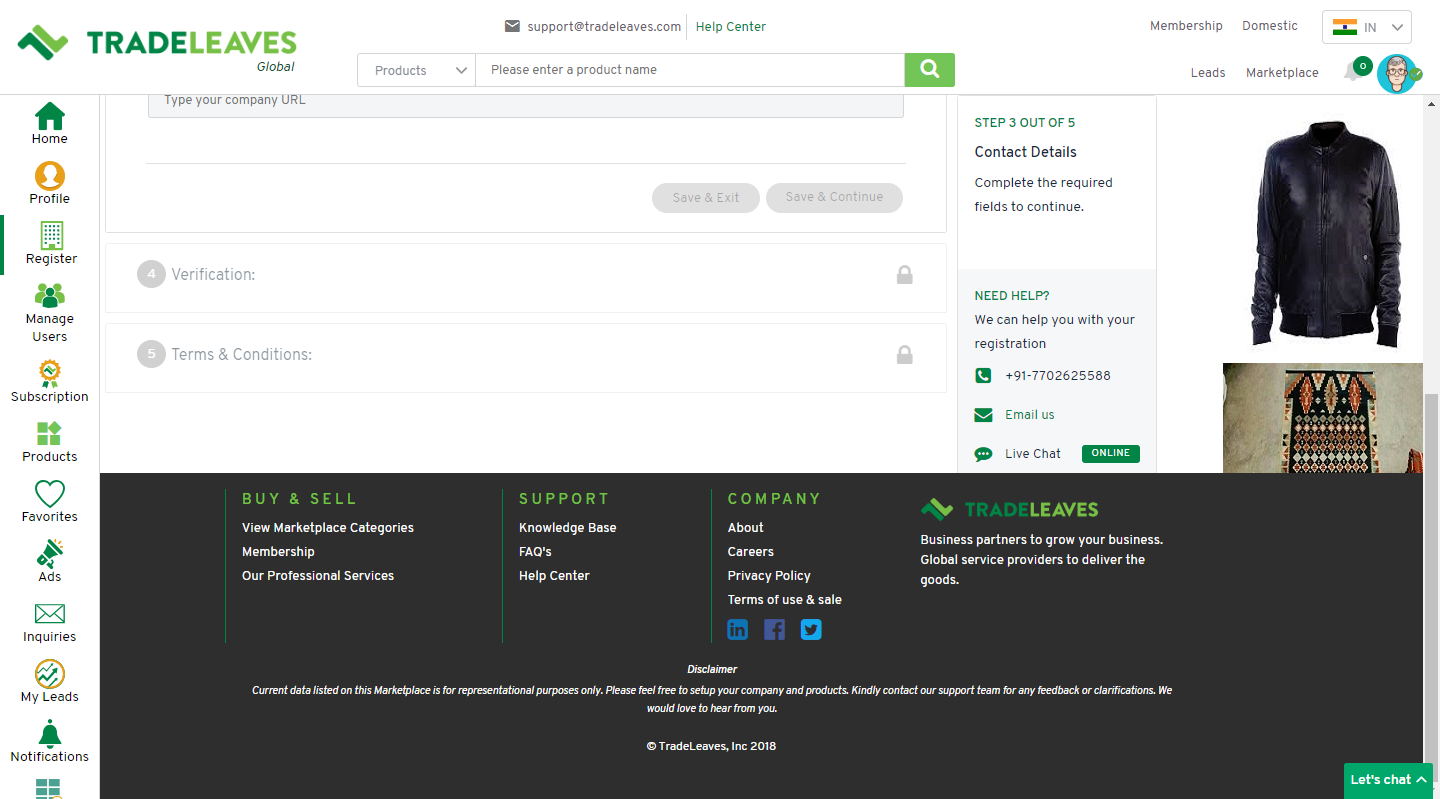 support@tradeleaves.com
Help Center
Membership
Domestic
IN
TRADELEAVES
Global
Products
Please enter a product name
Leads
Marketplace
0
Home
Profile
Register
Manage
Users
Subscription
Products
Favorites
Ads
Inquiries
My Leads
Notifications
Type your company URL
Save & Exit
Save & Continue
4
Verification:
5
Terms & Conditions:
STEP 3 OUT OF 5
Contact Details
Complete the required
fields to continue.
NEED HELP?
We can help you with your
registration
+91-7702625588
Email us
Live Chat
ONLINE
BUY & SELL
View Marketplace Categories
Membership
Our Professional Services
SUPPORT
Knowledge Base
FAQ's
Help Center
COMPANY
About
Careers
Privacy Policy
Terms of use & sale
TRADELEAVES
Business partners to grow your business.
Global service providers to deliver the
goods.
Disclaimer
Current data listed on this Marketplace is for representational purposes only. Please feel free to setup your company and products. Kindly contact our support team for any feedback or clarifications. We
would love to hear from you.
© TradeLeaves, Inc 2018
Let's chat